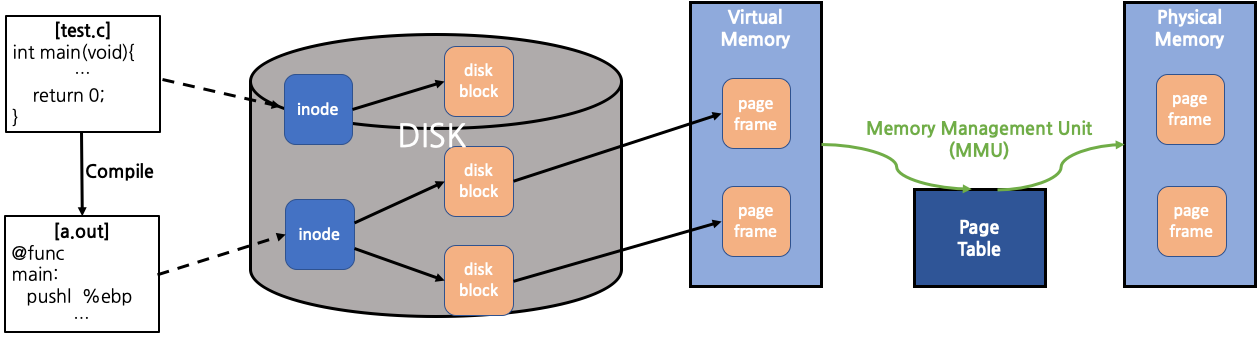 [test.c]
int main(void){
...
return 0;
}
Compile
[a.out]
@func
main:
pushl %ebp
...
inode
disk
block
DISK
disk
block
inode
disk
block
Virtual
Memory
page
frame
page
frame
Memory Management Unit
(MMU)
Page
Table
Physical
Memory
page
frame
page
frame